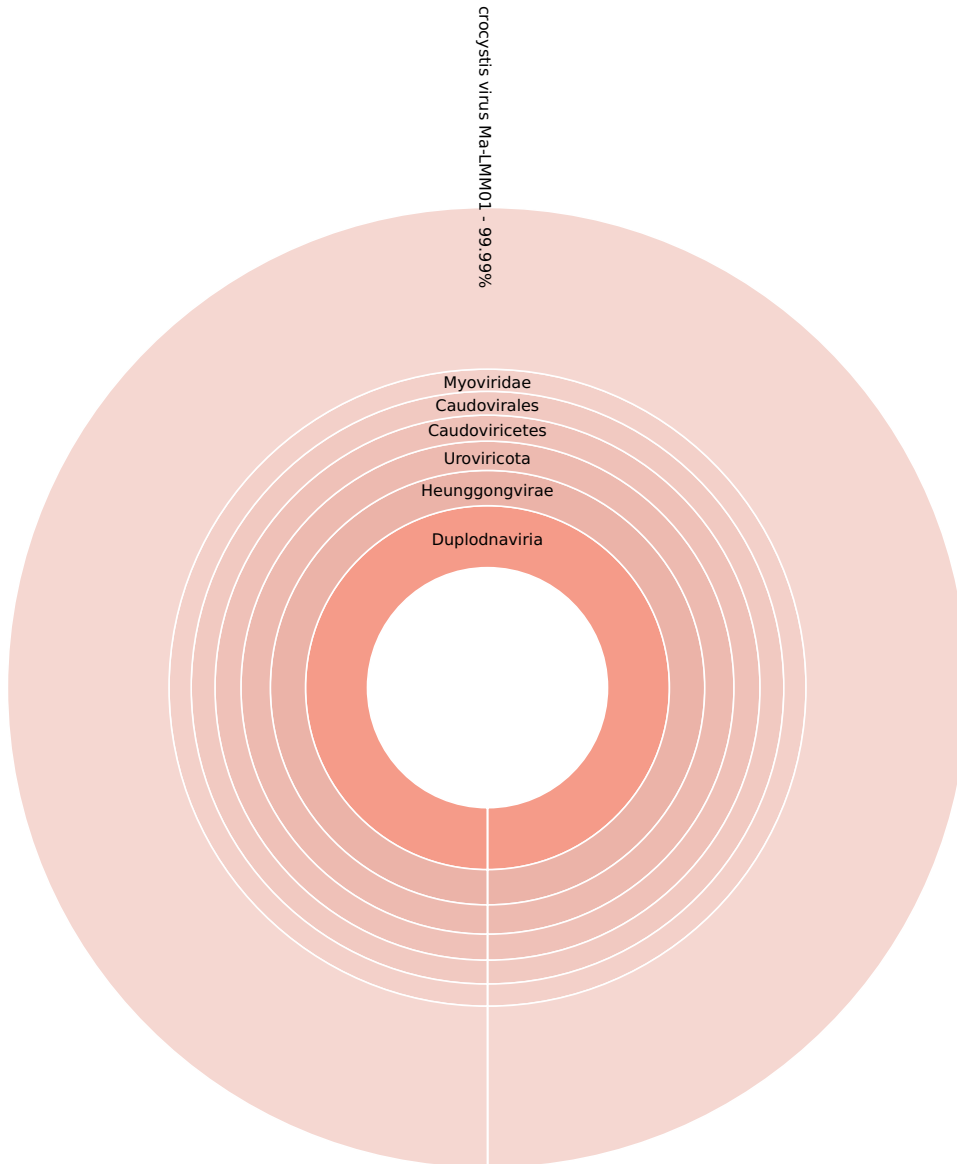 crocystis virus Ma-LMM01 - 99.99%
Myoviridae
Caudovirales
Caudoviricetes
Uroviricota
Heunggongvirae
Duplodnaviria